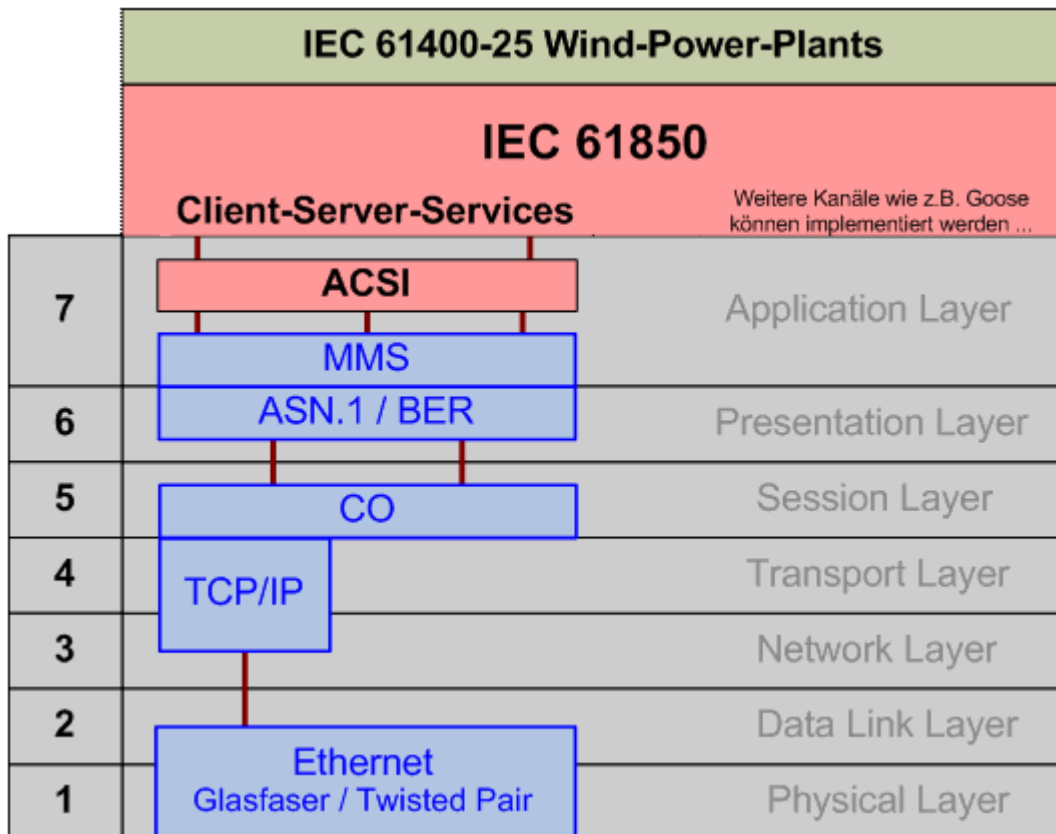 IEC 61400-25 Wind-Power-Plants
IEC 61850
Client-Server-Services
Weitere Kanäle wie z.B. Goose
können implementiert werden ...
7
ACSI
Application Layer
MMS
6
ASN.1 / BER
Presentation Layer
5
CO
Session Layer
4
TCP/IP
Transport Layer
3
Network Layer
2
Data Link Layer
Ethernet
1
Glasfaser / Twisted Pair
Physical Layer